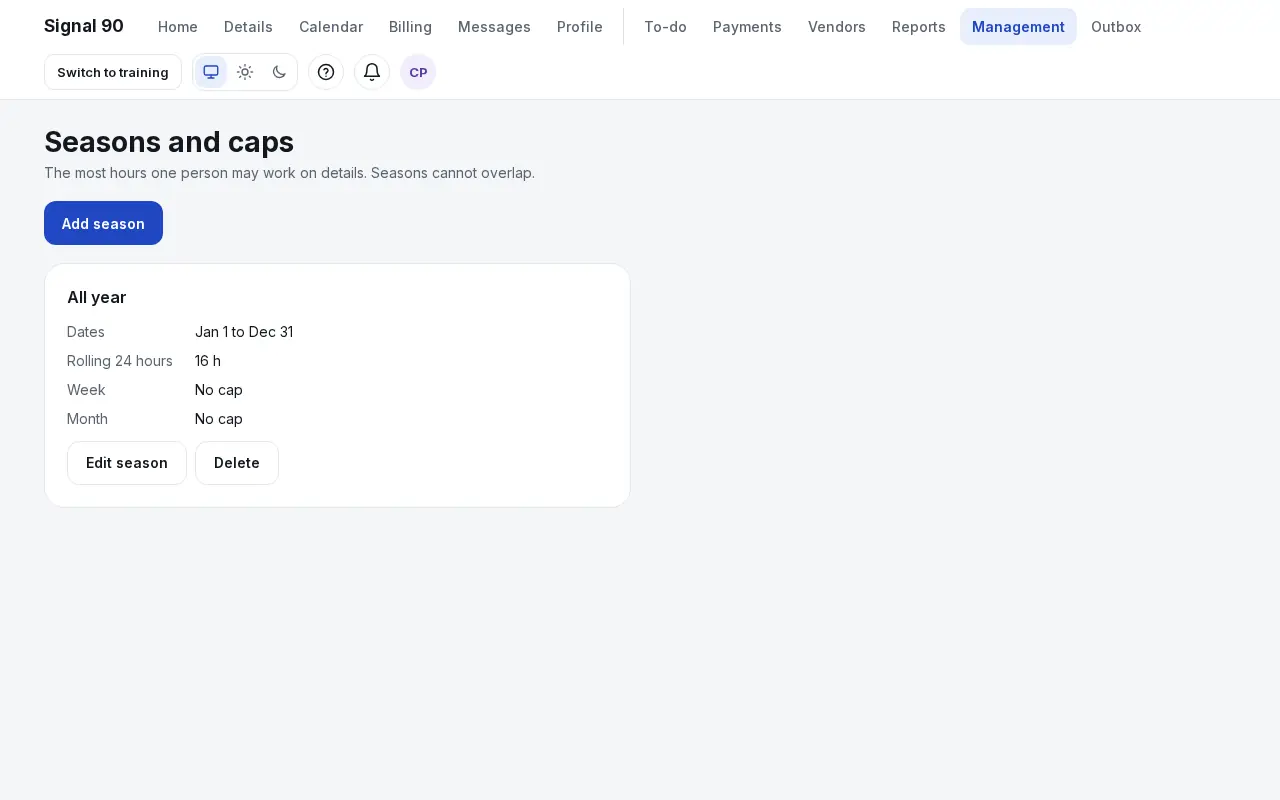 Signal 90 Home Details Calendar Billing Messages Profile To-do Payments Vendors Reports Management Outbox
Switch to training CP
Seasons and caps
The most hours one person may work on details. Seasons cannot overlap.
Add season
All year
Dates Jan 1 to Dec 31
Rolling 24 hours 16 h
Week No cap
Month No cap
Edit season Delete